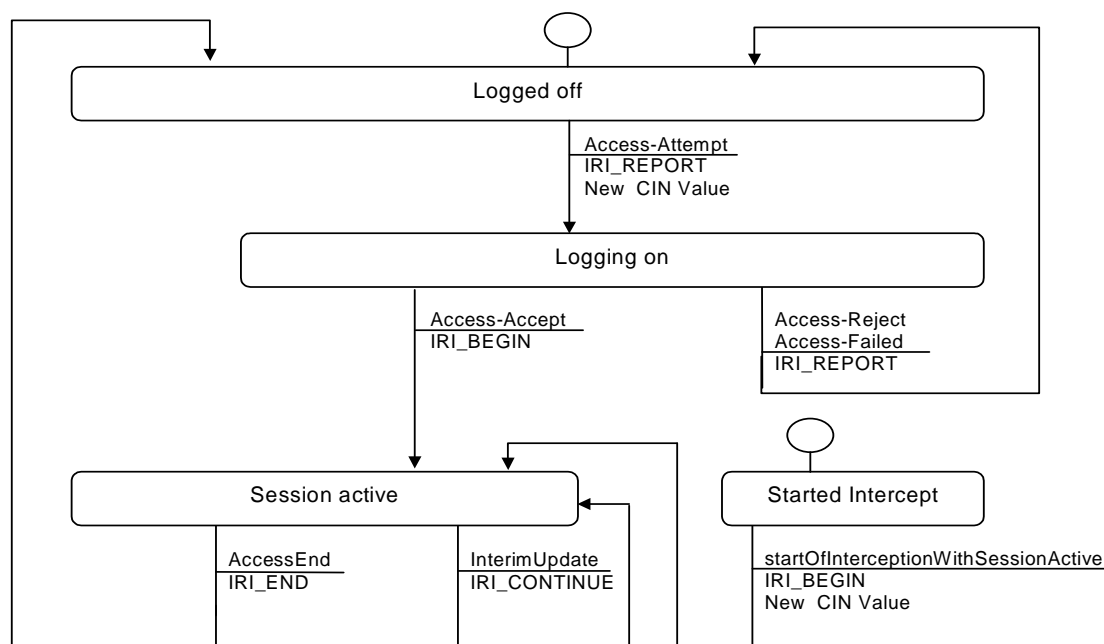 Logged off
Access-Attempt
IRI_REPORT
New CIN Value
Logging on
Access-Accept
IRI_BEGIN
Access-Reject
Access-Failed
IRI_REPORT
Session active
Started Intercept
AccessEnd
IRI_END
InterimUpdate
IRI_CONTINUE
startOfInterceptionWithSessionActive
IRI_BEGIN
New CIN Value